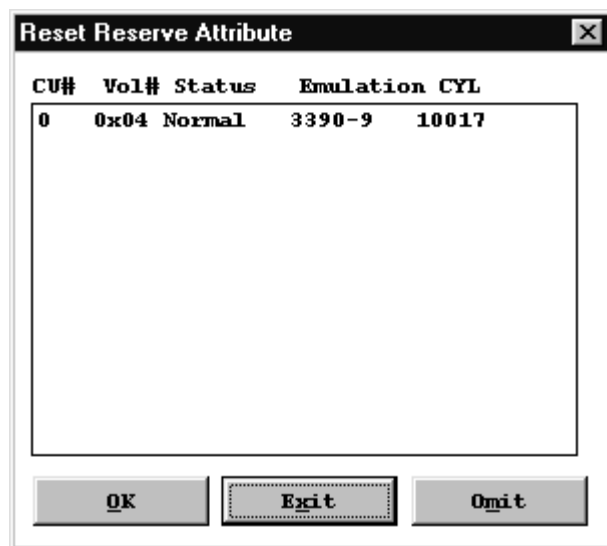 Reset Reserve Attribute
CU# Vol# Status Emulation CYL
0 0x04 Normal 3390-9 10017
OK Exit Omit